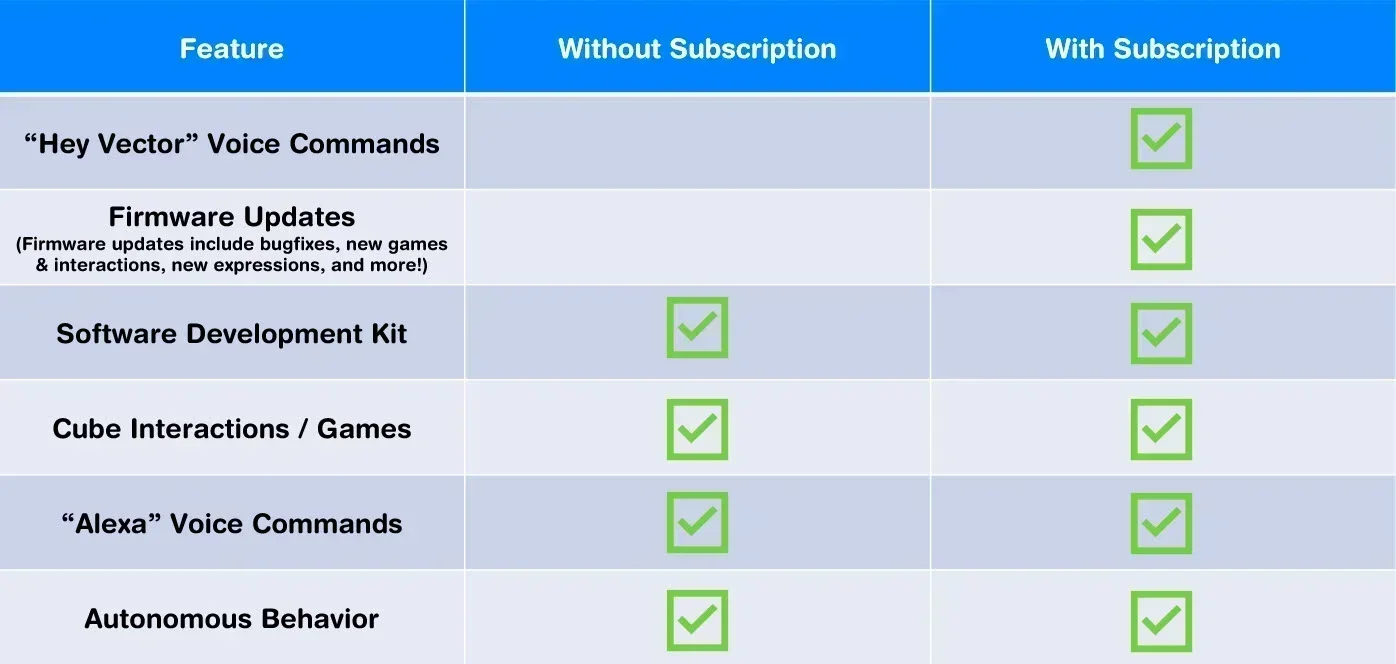 Feature Without Subscription With Subscription
“Hey Vector” Voice Commands
Firmware Updates
(Firmware updates include bugfixes, new games
& interactions, new expressions, and more!)
Software Development Kit
Cube Interactions / Games
“Alexa” Voice Commands
Autonomous Behavior